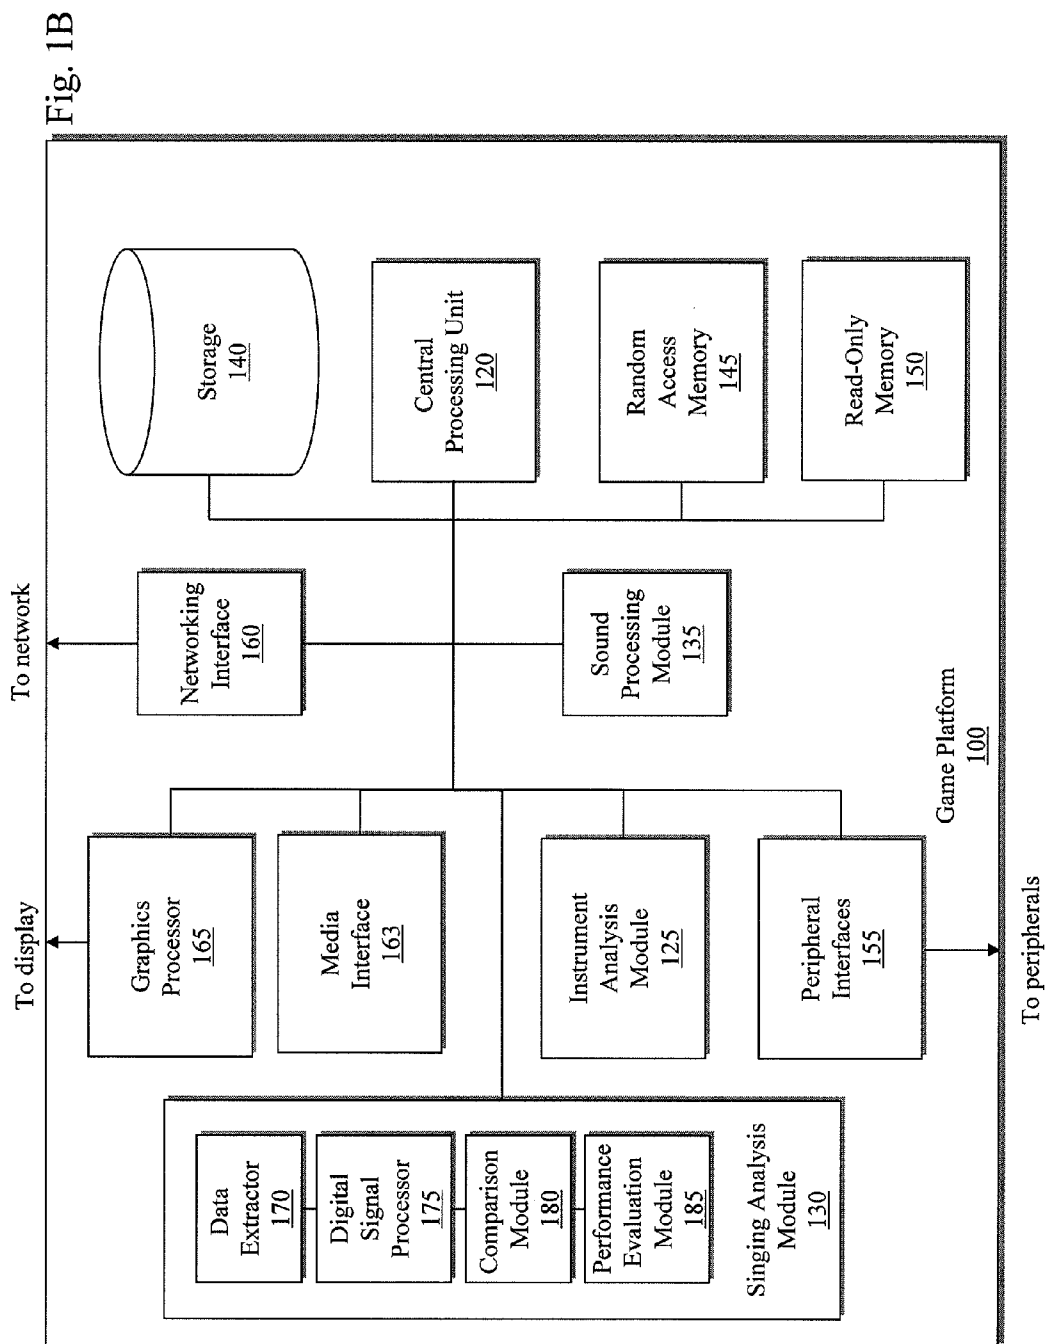 Fig. 1B
To display
To network
Data
Extractor
170
Digital
Signal
Processor
175
Comparison
Module
180
Performance
Evaluation
Module
185
Singing Analysis
Module
130
Graphics
Processor
165
Media
Interface
163
Instrument
Analysis
Module
125
Peripheral
Interfaces
155
Networking
Interface
160
Sound
Processing
Module
135
Storage
140
Central
Processing Unit
120
Random
Access
Memory
145
Read-Only
Memory
150
Game Platform
100
To peripherals